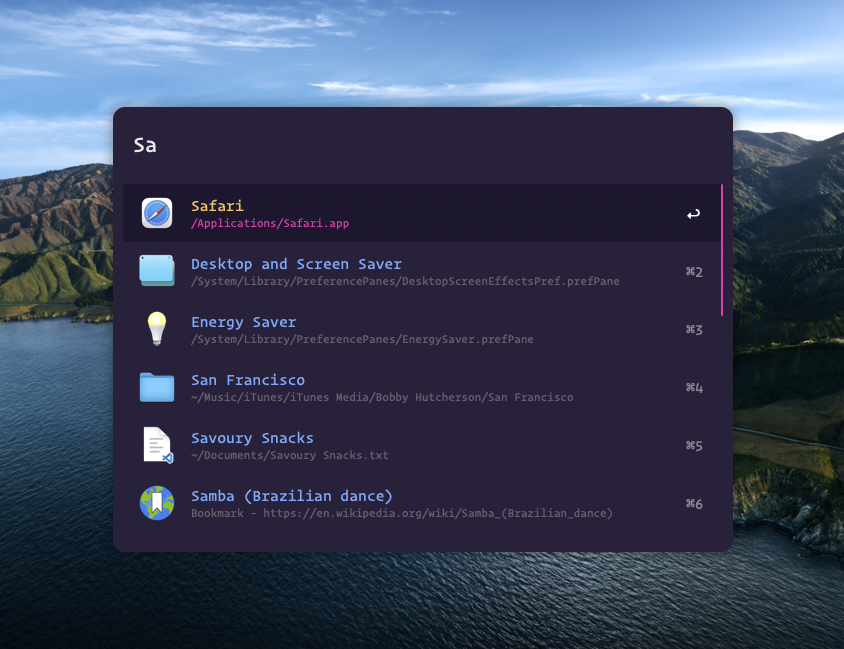 Sa
Safari
/Applications/Safari.app
↩
Desktop and Screen Saver
/System/Library/PreferencePanes/DesktopScreenEffectsPref.prefPane
⌘2
Energy Saver
/System/Library/PreferencePanes/EnergySaver.prefPane
⌘3
San Francisco
~/Music/iTunes/iTunes Media/Bobby Hutcherson/San Francisco
⌘4
Savoury Snacks
~/Documents/Savoury Snacks.txt
⌘5
Samba (Brazilian dance)
Bookmark – https://en.wikipedia.org/wiki/Samba_(Brazilian_dance)
⌘6